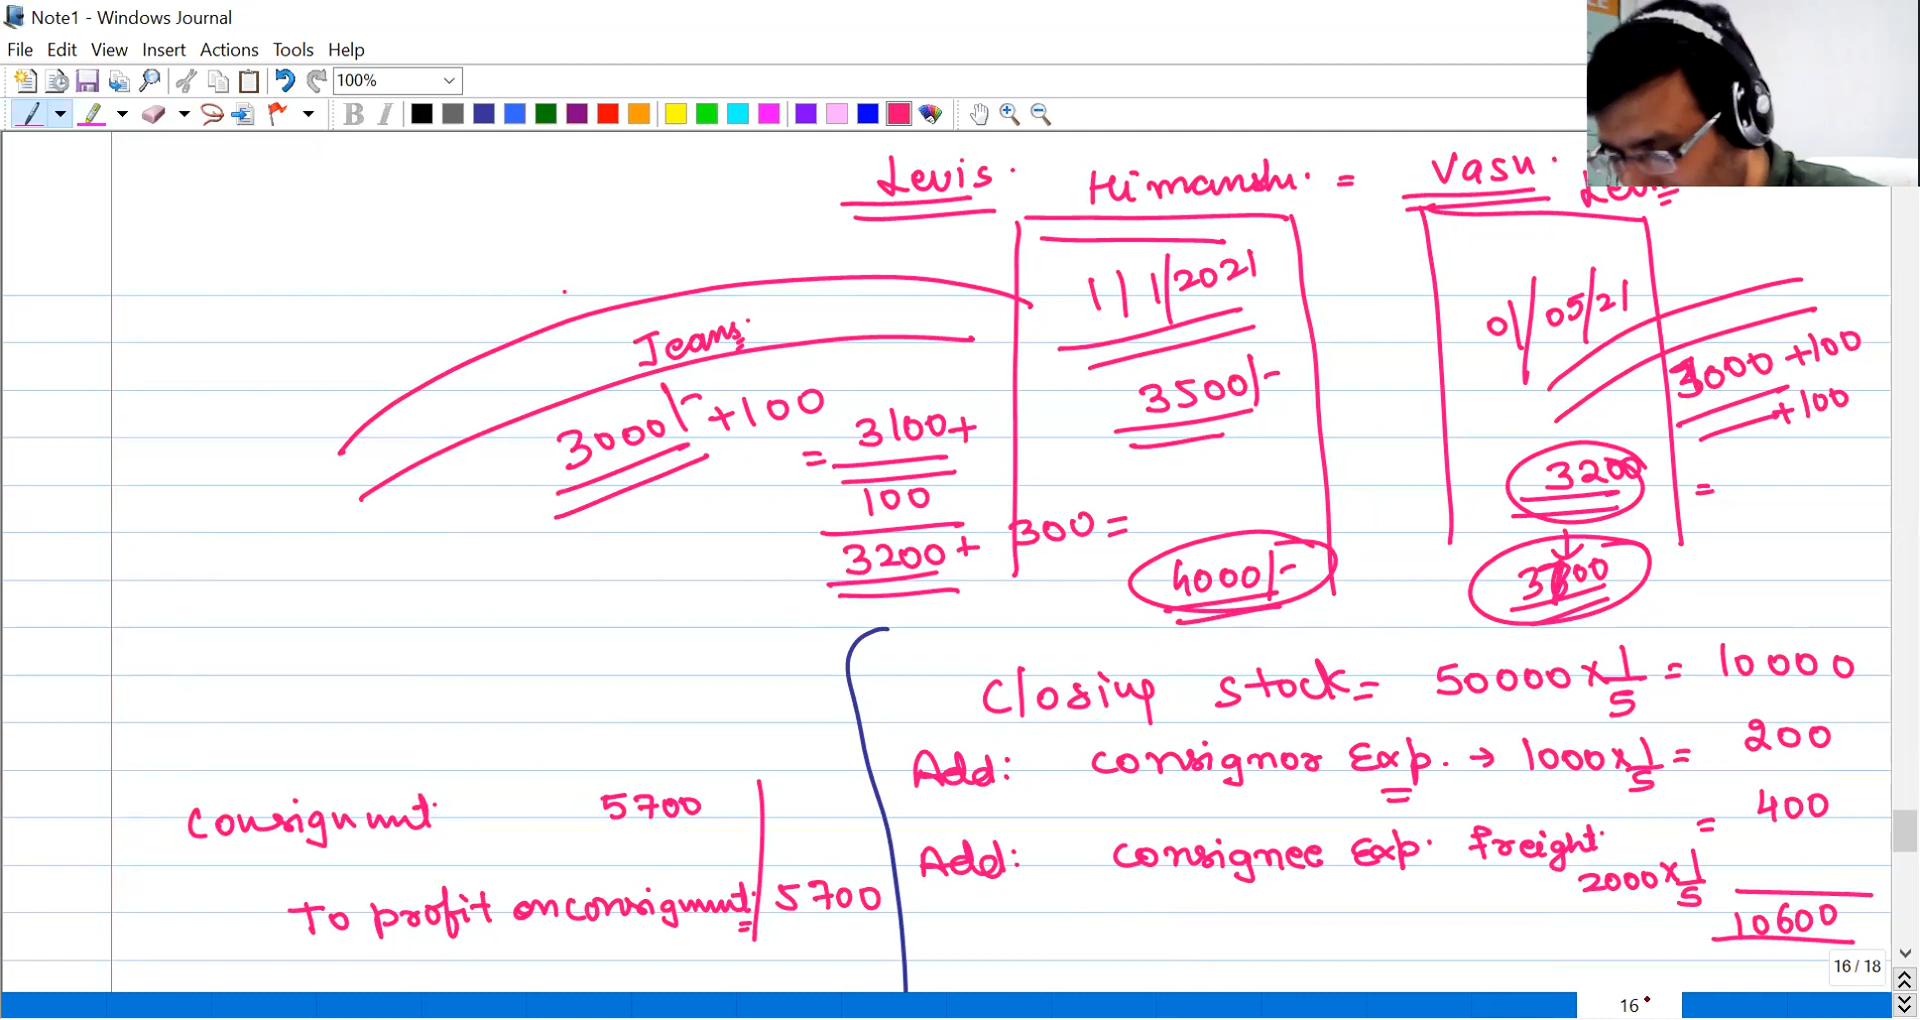 Note1 - Windows Journal
File Edit View Insert Actions Tools Help
100%
B I
Levis. Himanshu. = Vasu. Levis
1/1/2021
01/05/21
Jeans.
3000/- +100
= 3100+
100
3200+ 300=
3500/-
4000/-
3000 +100
+100
3200 =
Closing stock = 50000 × 1/5 = 10000
Add: Consignor Exp. → 1000 × 1/5 = 200
Add: Consignee Exp. freight. = 400
2000 × 1/5
10600
Consignment 5700
To profit on consignment 5700
16 / 18
16